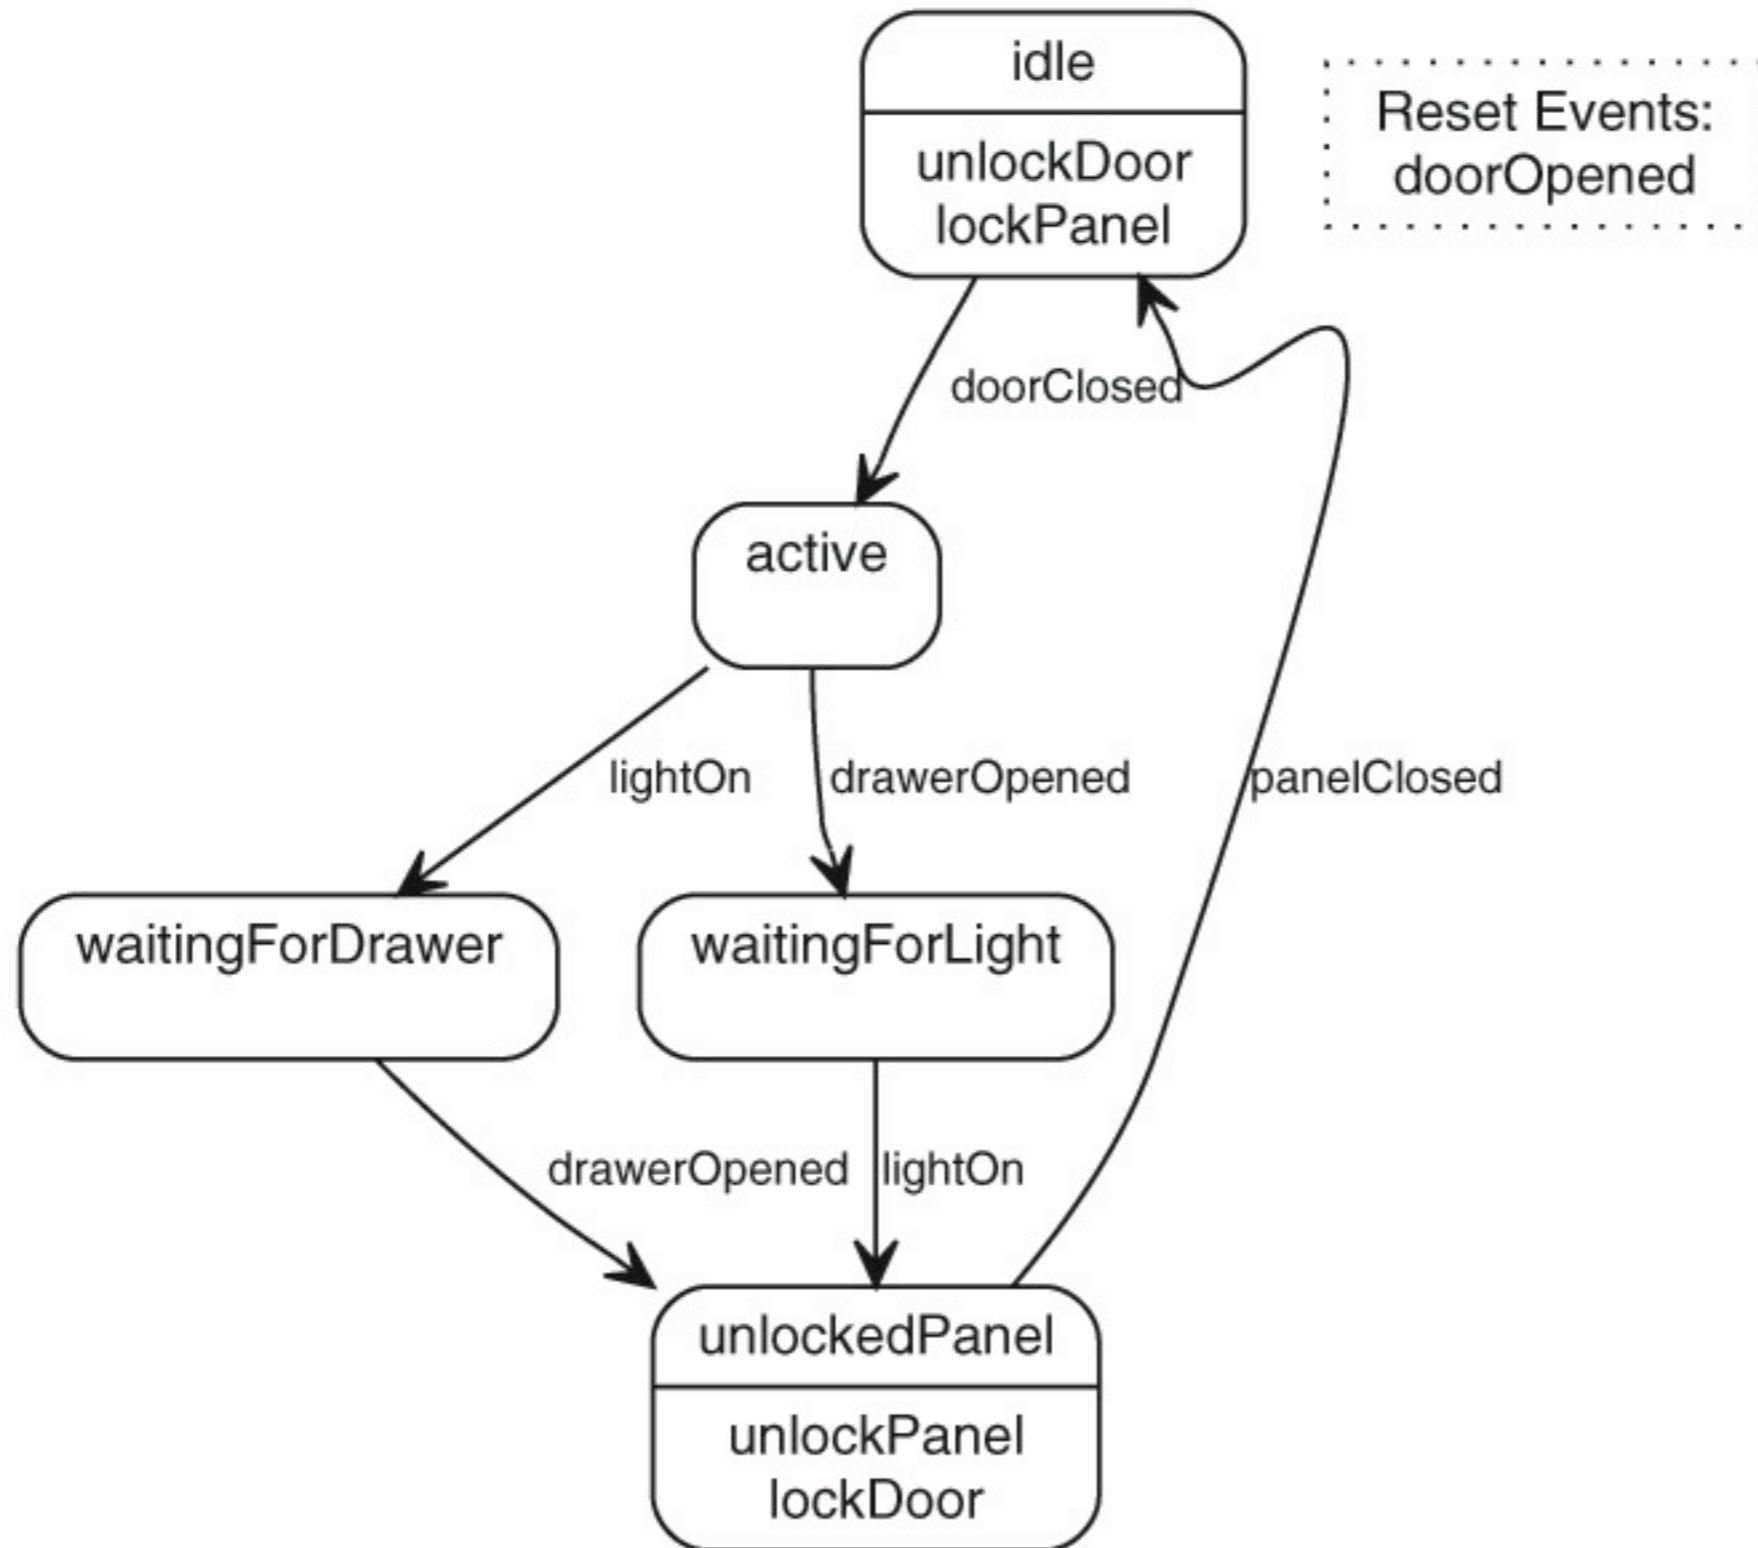 idle
unlockDoor
lockPanel
Reset Events:
doorOpened
doorClosed
active
lightOn
drawerOpened
panelClosed
waitingForDrawer
waitingForLight
drawerOpened
lightOn
unlockedPanel
unlockPanel
lockDoor